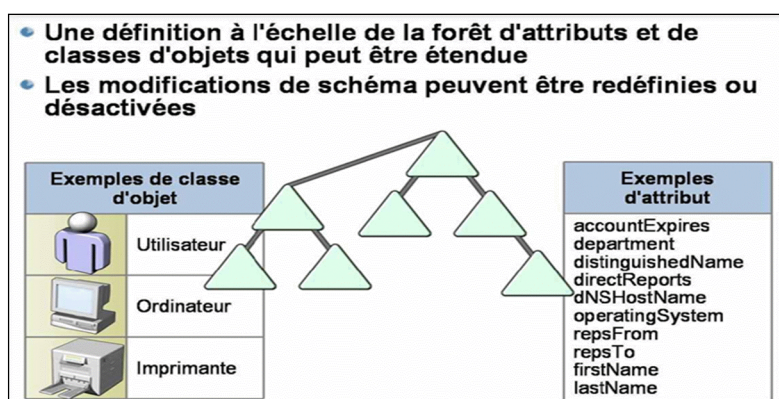 Une définition à l'échelle de la forêt d'attributs et de
classes d'objets qui peut être étendue
Les modifications de schéma peuvent être redéfinies ou
désactivées
Exemples de classe
d'objet
Utilisateur
Ordinateur
Imprimante
Exemples
d'attribut
accountExpires
department
distinguishedName
directReports
dNSHostName
operatingSystem
repsFrom
repsTo
firstName
lastName